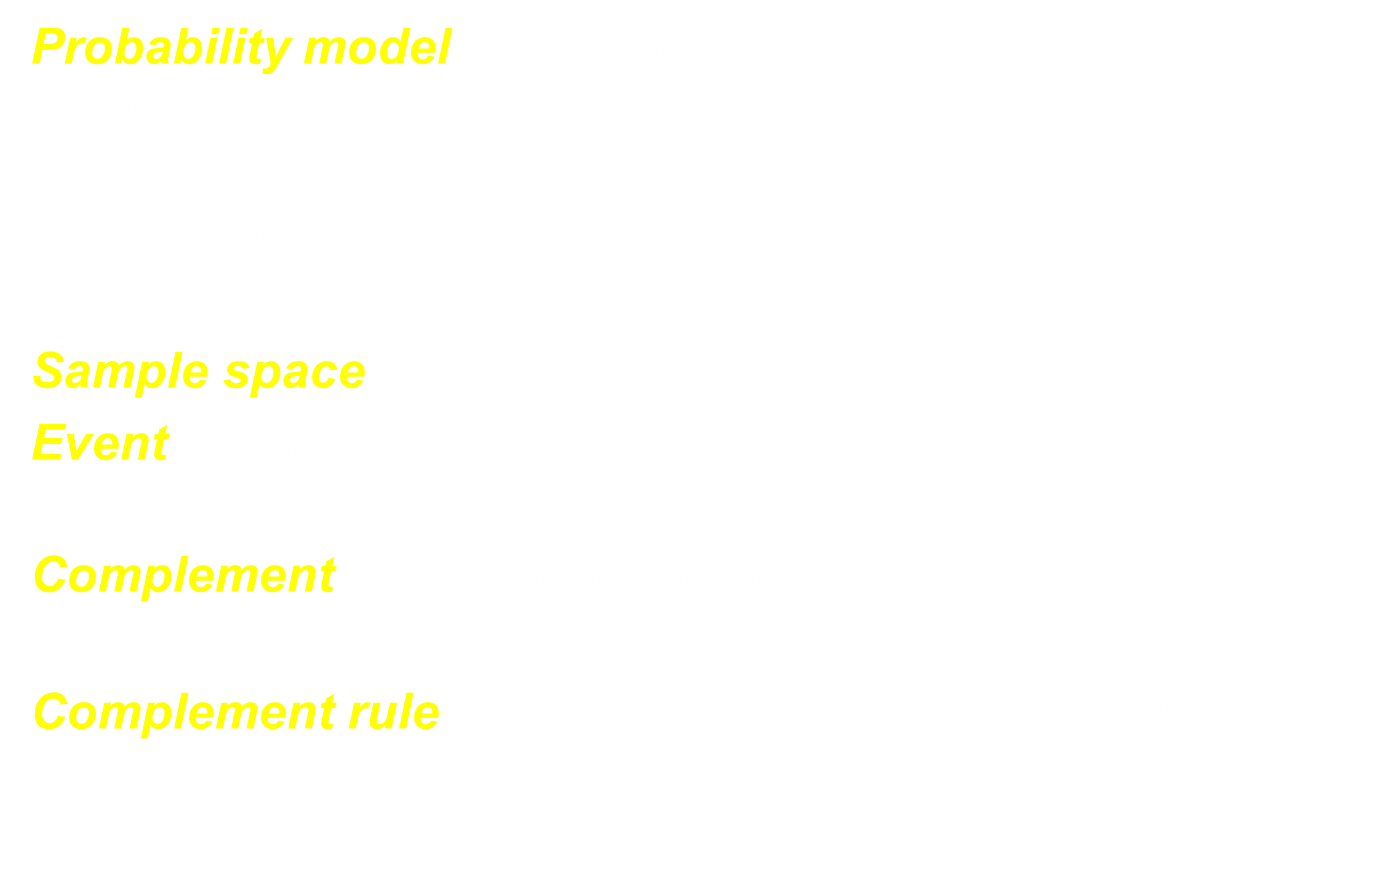 Probability model
Sample space
Event
Complement
Complement rule